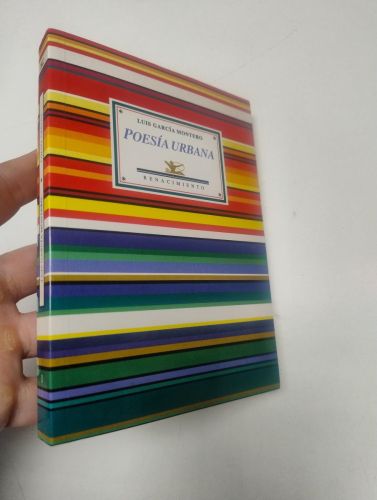 LUIS GARCÍA MONTERO
POESÍA URBANA
RENACIMIENTO